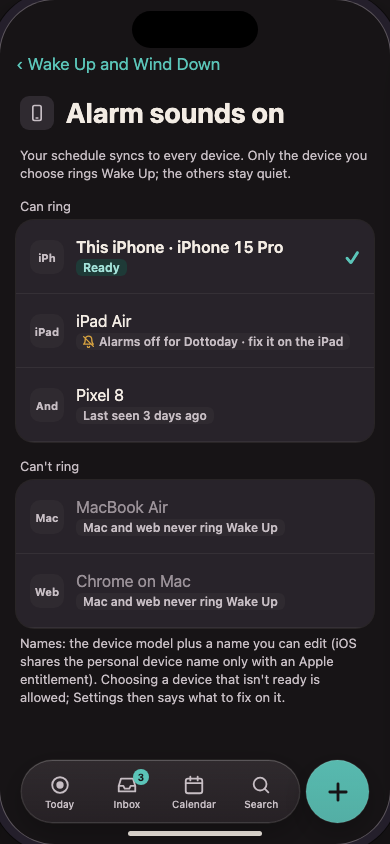 ‹ Wake Up and Wind Down
Alarm sounds on
Your schedule syncs to every device. Only the device you
choose rings Wake Up; the others stay quiet.
Can ring
iPh
This iPhone · iPhone 15 Pro
Ready
iPad
iPad Air
Alarms off for Dottoday · fix it on the iPad
And
Pixel 8
Last seen 3 days ago
Can't ring
Mac
MacBook Air
Mac and web never ring Wake Up
Web
Chrome on Mac
Mac and web never ring Wake Up
Names: the device model plus a name you can edit (iOS
shares the personal device name only with an Apple
entitlement). Choosing a device that isn't ready is
allowed; Settings then says what to fix on it.
3
Today
Inbox
Calendar
Search